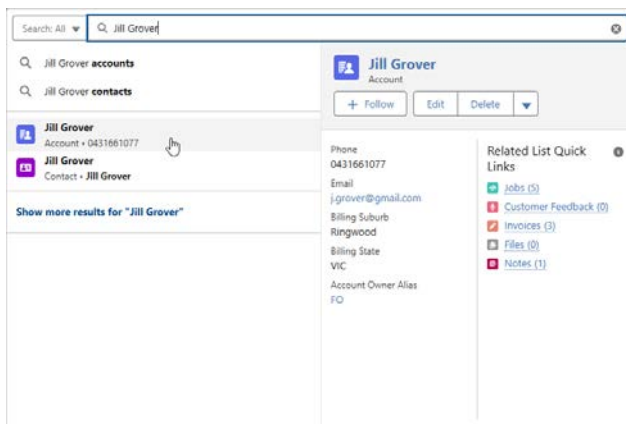 Search: All
Jill Grover
Jill Grover accounts
Jill Grover contacts
Jill Grover
Account • 0431661077
Jill Grover
Contact • Jill Grover
Show more results for "Jill Grover"
Jill Grover
Account
+ Follow
Edit
Delete
Phone
0431661077
Email
j.grover@gmail.com
Billing Suburb
Ringwood
Billing State
VIC
Account Owner Alias
FO
Related List Quick
Links
Jobs (5)
Customer Feedback (0)
Invoices (3)
Files (0)
Notes (1)